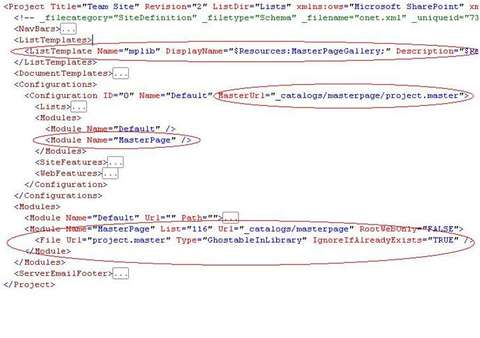 <Project Title="Team Site" Revision="2" ListDir="Lists" xmlns:ows="Microsoft SharePoint" xm
<!-- _filecategory="SiteDefinition" _filetype="Schema" _filename="onet.xml" _uniqueid="73
<NavBars>...
<ListTemplates>
<ListTemplate Name="mplib" DisplayName="$Resources:MasterPageGallery;" Description="$Re
</ListTemplates>
<DocumentTemplates>...
<Configurations>
<Configuration ID="0" Name="Default" MasterUrl="_catalogs/masterpage/project.master">
<Lists>...
<Modules>
<Module Name="Default" />
<Module Name="MasterPage" />
</Modules>
<SiteFeatures>...
<WebFeatures>...
</Configuration>
</Configurations>
<Modules>
<Module Name="Default" Url="" Path="">...
<Module Name="MasterPage" List="116" Url="_catalogs/masterpage" RootWebOnly="FALSE">
<File Url="project.master" Type="GhostableInLibrary" IgnoreIfAlreadyExists="TRUE" />
</Module>
</Modules>
<ServerEmailFooter>...
</Project>